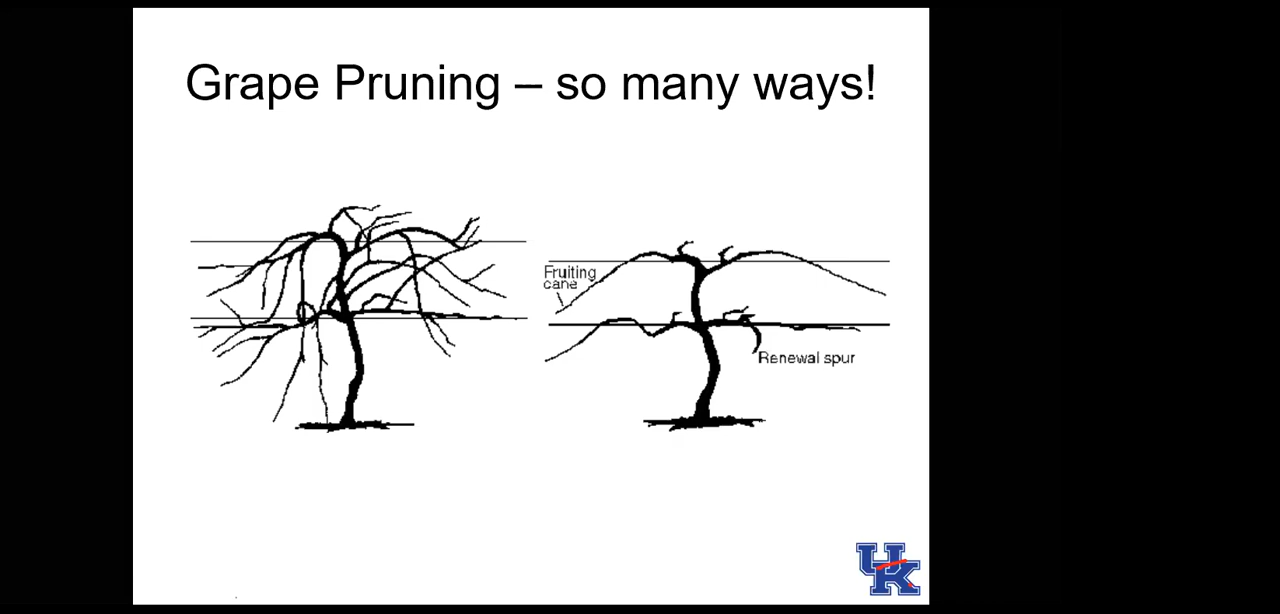 Grape Pruning – so many ways!
Fruiting
cane
Renewal spur
UK